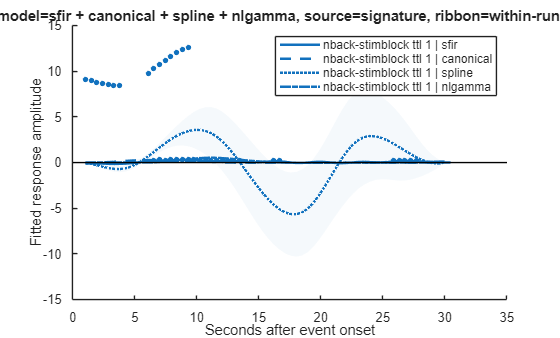 model=sfir + canonical + spline + nlgamma, source=signature, ribbon=within-run
15
10
5
0
-5
-10
-15
Fitted response amplitude
nback-stimblock ttl 1 | sfir
nback-stimblock ttl 1 | canonical
nback-stimblock ttl 1 | spline
nback-stimblock ttl 1 | nlgamma
0 5 10 15 20 25 30 35
Seconds after event onset